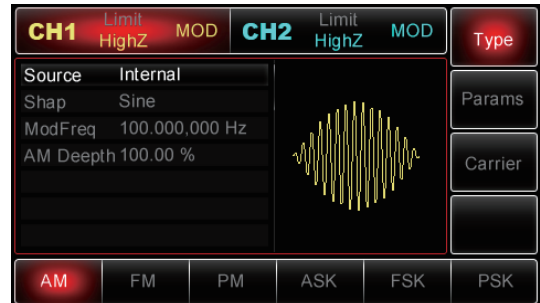 CH1 Limit HighZ MOD CH2 Limit HighZ MOD
Type
Source Internal
Shap Sine
ModFreq 100.000,000 Hz
AM Deepth 100.00 %
Params
Carrier
AM FM PM ASK FSK PSK